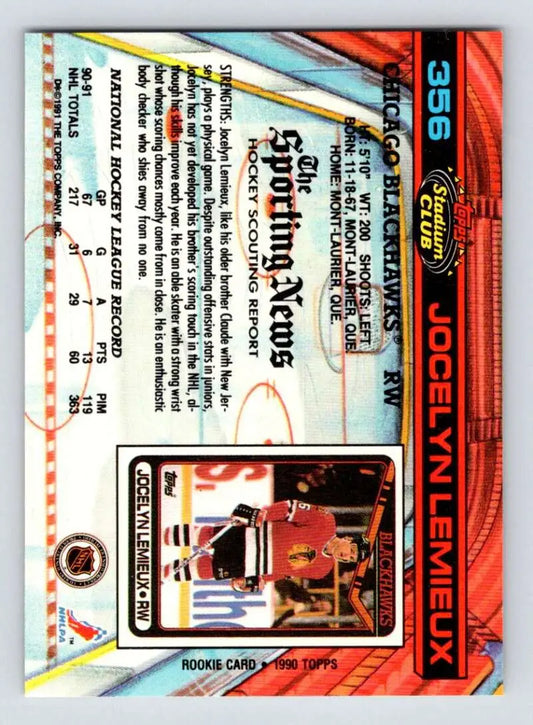 356
Topps
Stadium
CLUB
JOCELYN LEMIEUX
CHICAGO BLACKHAWKS® RW
HT: 5'10" WT: 200 SHOOTS: LEFT
BORN: 11-18-67, MONT-LAURIER, QUE.
HOME: MONT-LAURIER, QUE.
The
Sporting News
HOCKEY SCOUTING REPORT
STRENGTHS: Jocelyn Lemieux, like his older brother Claude with New Jer-
sey, plays a physical game. Despite outstanding offensive stats in juniors,
Jocelyn has not yet developed his brother's scoring touch in the NHL, al-
though his skills improve each year. He is an able skater with a strong wrist
shot whose scoring chances mostly come from in close. He is an enthusiastic
body checker who shies away from no one.
NATIONAL HOCKEY LEAGUE RECORD
GP G A PTS PIM
90-91 67 6 7 13 119
NHL TOTALS 217 31 29 60 363
D#©1991 THE TOPPS COMPANY, INC.
BLACKHAWKS
Topps
JOCELYN LEMIEUX • RW
ROOKIE CARD • 1990 TOPPS
NHL
NHLPA
TM